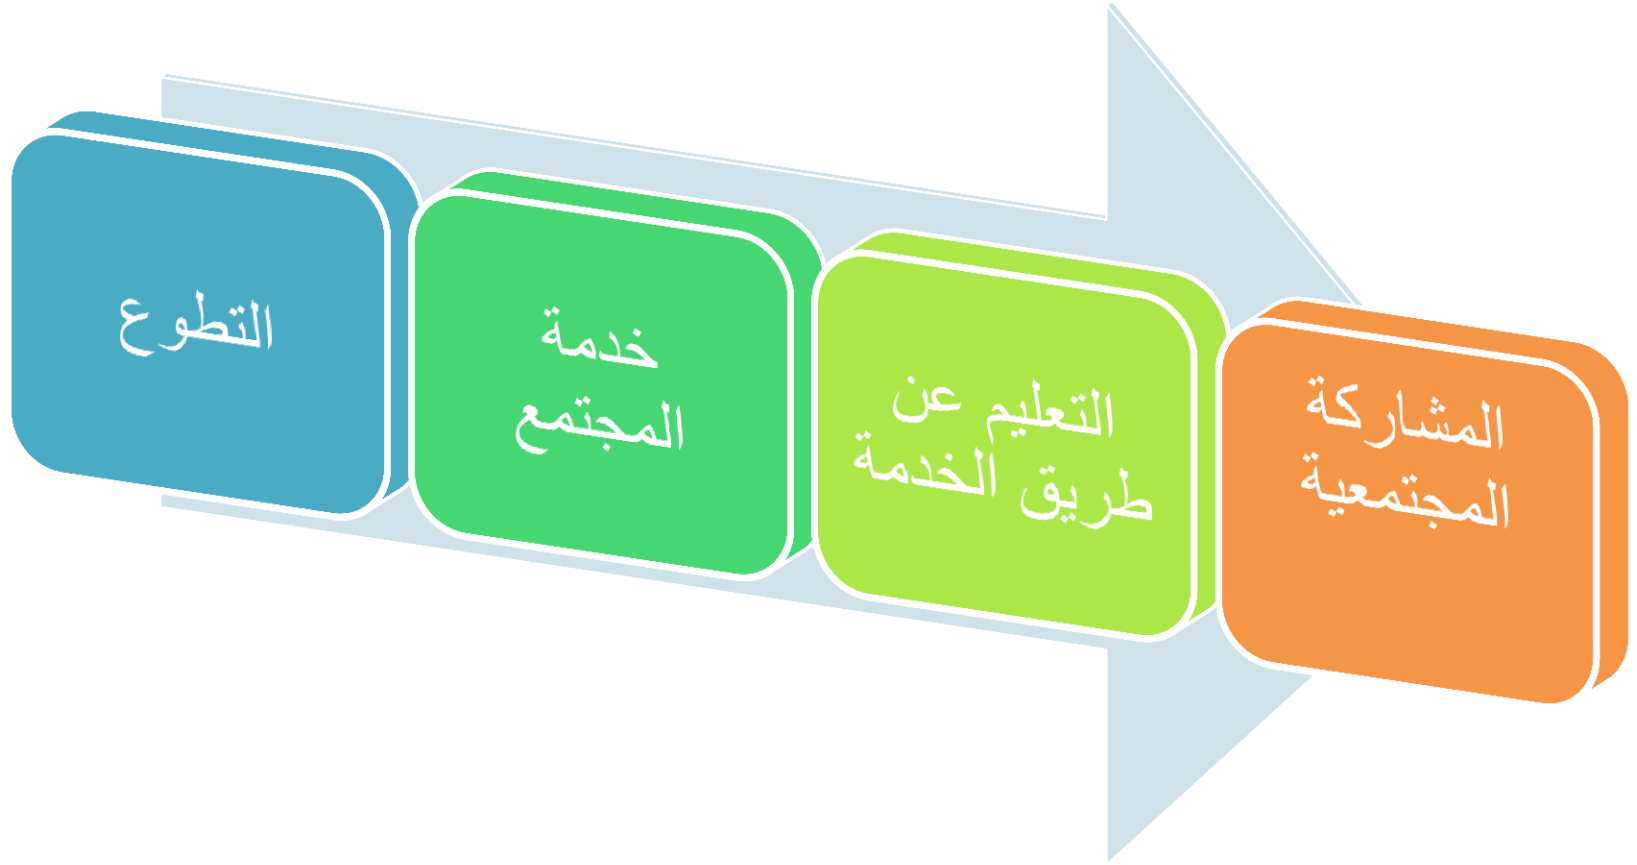 التطوع
خدمة
المجتمع
التعليم عن
طريق الخدمة
المشاركة
المجتمعية